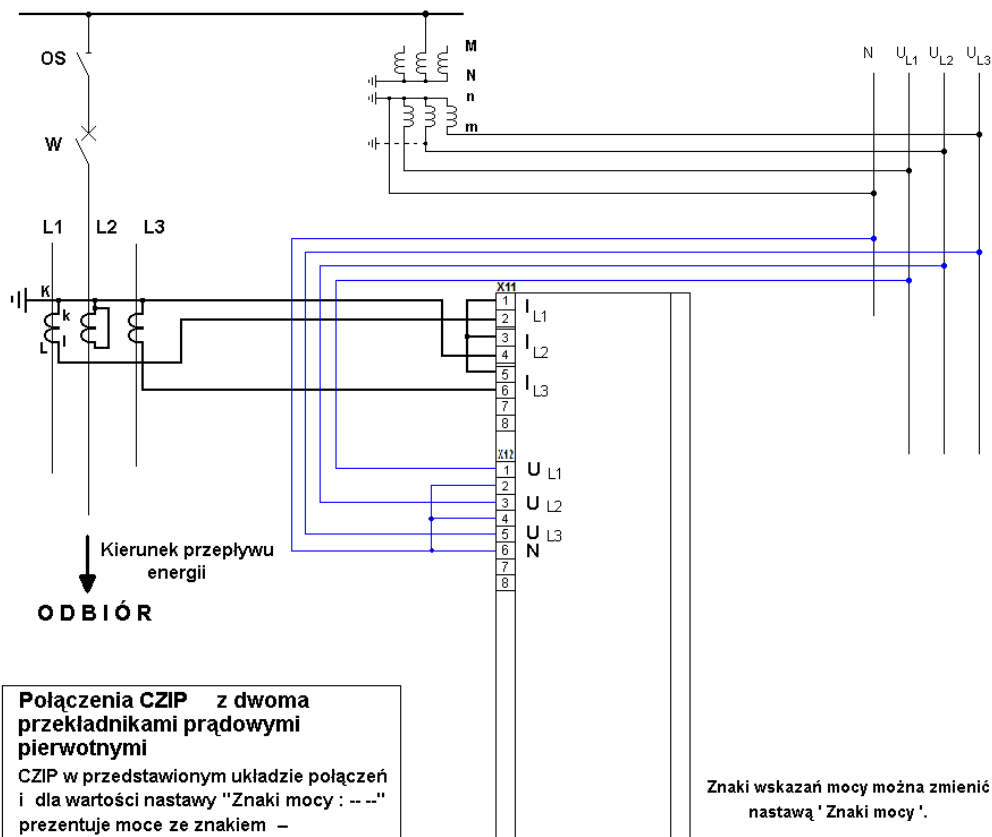 M
OS
N
N U L1 U L2 U L3
n
m
W
L1 L2 L3
K
k
L
l
X11
1
I L1
2
3
I L2
4
5
I L3
6
7
8
X12
1
U L1
2
3
U L2
4
5
U L3
6
N
7
8
Kierunek przepływu
energii
ODBIÓR
Połączenia CZIP z dwoma
przekładnikami prądowymi
pierwotnymi
CZIP w przedstawionym układzie połączeń
i dla wartości nastawy "Znaki mocy : -- --"
prezentuje moce ze znakiem –
Znaki wskazań mocy można zmienić
nastawą ' Znaki mocy '.